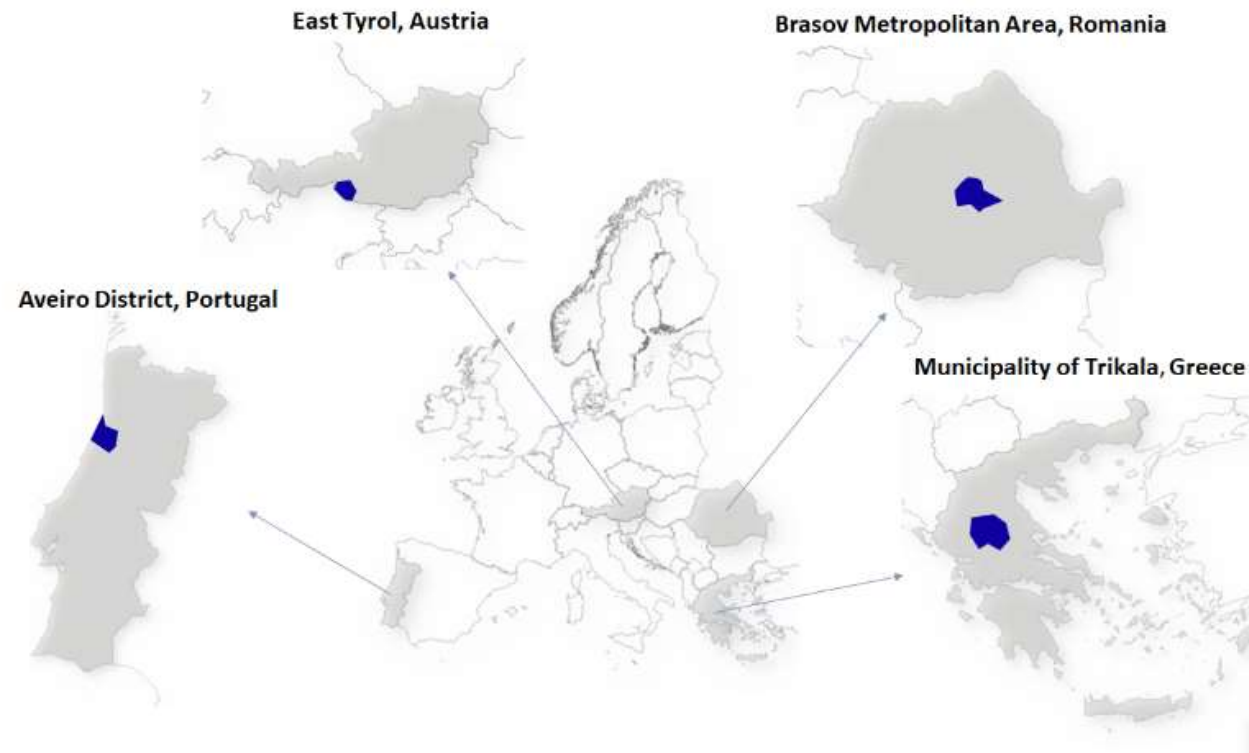 East Tyrol, Austria
Brasov Metropolitan Area, Romania
Aveiro District, Portugal
Municipality of Trikala, Greece